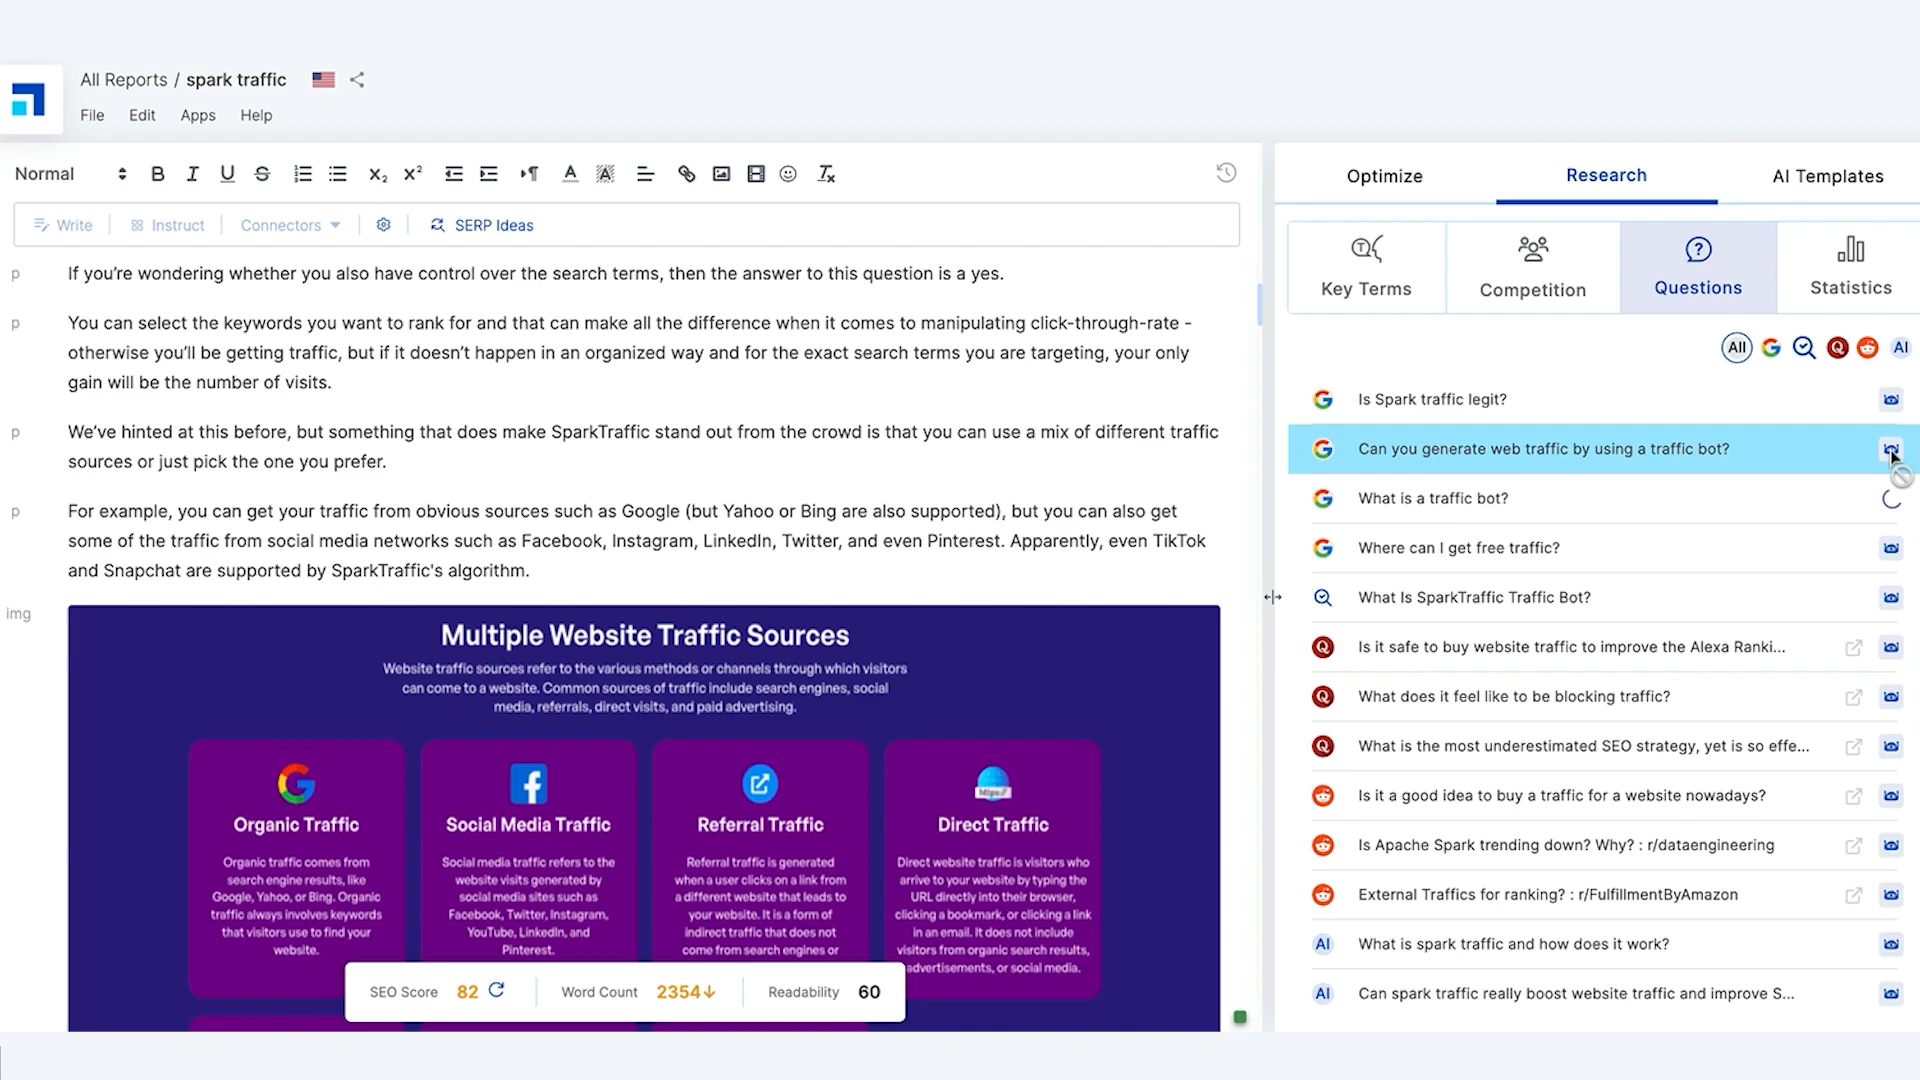 All Reports / spark traffic
File Edit Apps Help
Normal
Write Instruct Connectors SERP Ideas
p If you’re wondering whether you also have control over the search terms, then the answer to this question is a yes.
p You can select the keywords you want to rank for and that can make all the difference when it comes to manipulating click-through-rate -
otherwise you’ll be getting traffic, but if it doesn’t happen in an organized way and for the exact search terms you are targeting, your only
gain will be the number of visits.
p We’ve hinted at this before, but something that does make SparkTraffic stand out from the crowd is that you can use a mix of different traffic
sources or just pick the one you prefer.
p For example, you can get your traffic from obvious sources such as Google (but Yahoo or Bing are also supported), but you can also get
some of the traffic from social media networks such as Facebook, Instagram, LinkedIn, Twitter, and even Pinterest. Apparently, even TikTok
and Snapchat are supported by SparkTraffic's algorithm.
img
Multiple Website Traffic Sources
Website traffic sources refer to the various methods or channels through which visitors
can come to a website. Common sources of traffic include search engines, social
media, referrals, direct visits, and paid advertising.
Organic Traffic
Organic traffic comes from
search engine results, like
Google, Yahoo, or Bing. Organic
traffic always involves keywords
that visitors use to find your
website.
Social Media Traffic
Social media traffic refers to the
website visits generated by
social media sites such as
Facebook, Twitter, Instagram,
YouTube, LinkedIn, and
Pinterest.
Referral Traffic
Referral traffic is generated
when a user clicks on a link from
a different website that leads to
your website. It is a form of
indirect traffic that does not
come from search engines or
https://
Direct Traffic
Direct website traffic is visitors who
arrive to your website by typing the
URL directly into their browser,
clicking a bookmark, or clicking a link
in an email. It does not include
visitors from organic search results,
advertisements, or social media.
SEO Score 82 Word Count 2354↓ Readability 60
Optimize Research AI Templates
Key Terms Competition Questions Statistics
All AI
Is Spark traffic legit?
Can you generate web traffic by using a traffic bot?
What is a traffic bot?
Where can I get free traffic?
What Is SparkTraffic Traffic Bot?
Is it safe to buy website traffic to improve the Alexa Ranki...
What does it feel like to be blocking traffic?
What is the most underestimated SEO strategy, yet is so effe...
Is it a good idea to buy a traffic for a website nowadays?
Is Apache Spark trending down? Why? : r/dataengineering
External Traffics for ranking? : r/FulfillmentByAmazon
AI What is spark traffic and how does it work?
AI Can spark traffic really boost website traffic and improve S...